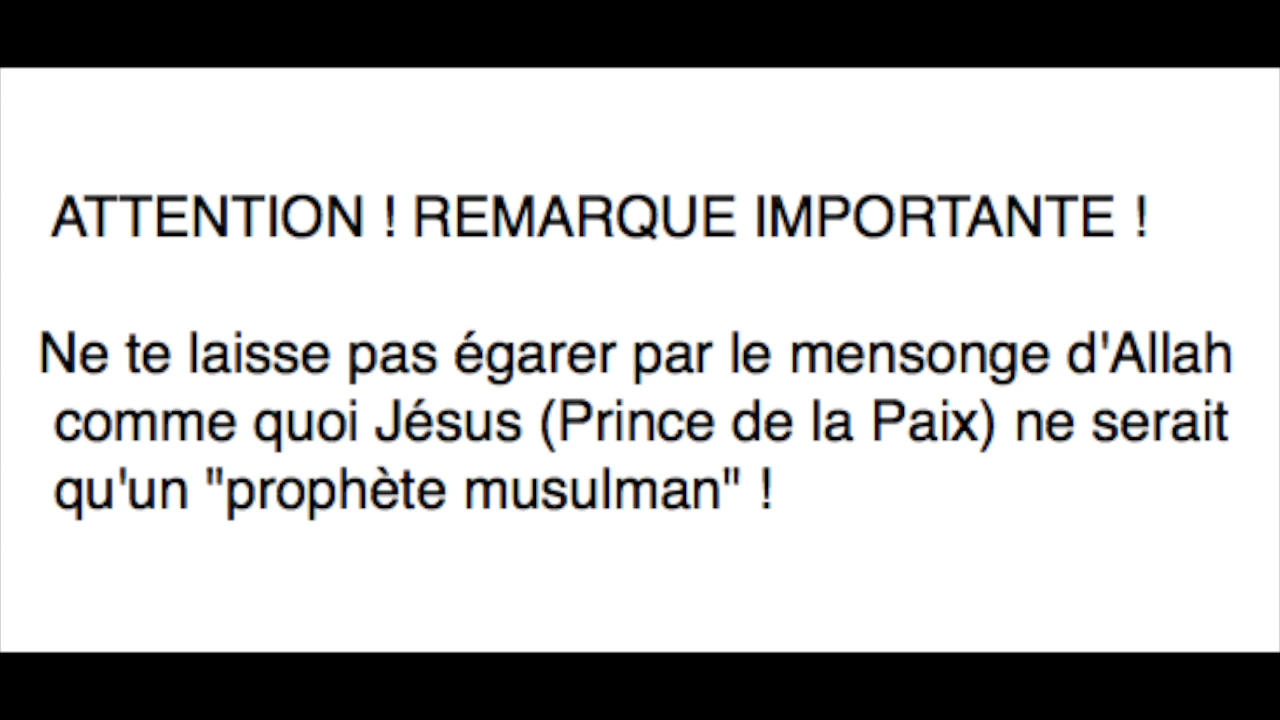 ATTENTION ! REMARQUE IMPORTANTE !
Ne te laisse pas égarer par le mensonge d'Allah
comme quoi Jésus (Prince de la Paix) ne serait
qu'un "prophète musulman" !